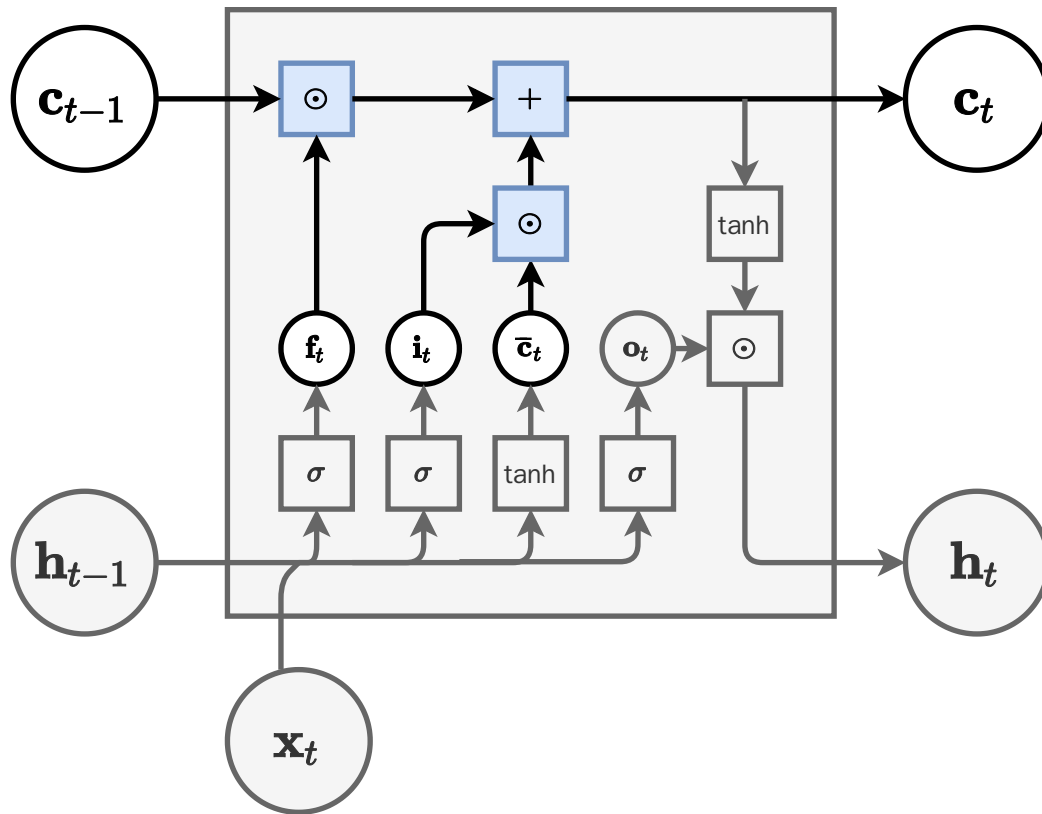 c_{t−1} ⊙ + c_t
⊙ tanh
f_t i_t c̄_t o_t ⊙
σ σ tanh σ
h_{t−1} h_t
x_t